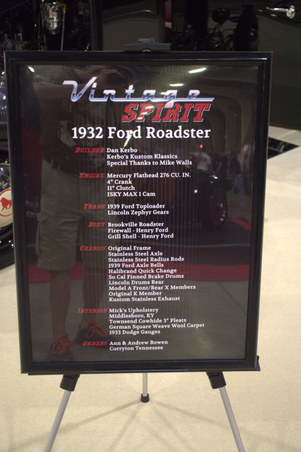 Vintage
SPIRIT
1932 Ford Roadster
BUILDER: Dan Kerbo
Kerbo's Kustom Klassics
Special Thanks to Mike Walls
ENGINE: Mercury Flathead 276 CU. IN.
4" Crank
11" Clutch
ISKY MAX 1 Cam
TRANS: 1939 Ford Toploader
Lincoln Zephyr Gears
BODY: Brookville Roadster
Firewall - Henry Ford
Grill Shell - Henry Ford
CHASSIS: Original Frame
Stainless Steel Axle
Stainless Steel Radius Rods
1939 Ford Axle Bells
Halibrand Quick Change
So Cal Finned Brake Drums
Lincoln Drums Rear
Model A Front/Rear X Members
Original K Member
Kustom Stainless Exhaust
INTERIOR: Mick's Upholstery
Middlesboro, KY
Townsend Cowhide 3" Pleats
German Square Weave Wool Carpet
1933 Dodge Gauges
OWNERS: Ann & Andrew Bowen
Corryton Tennessee